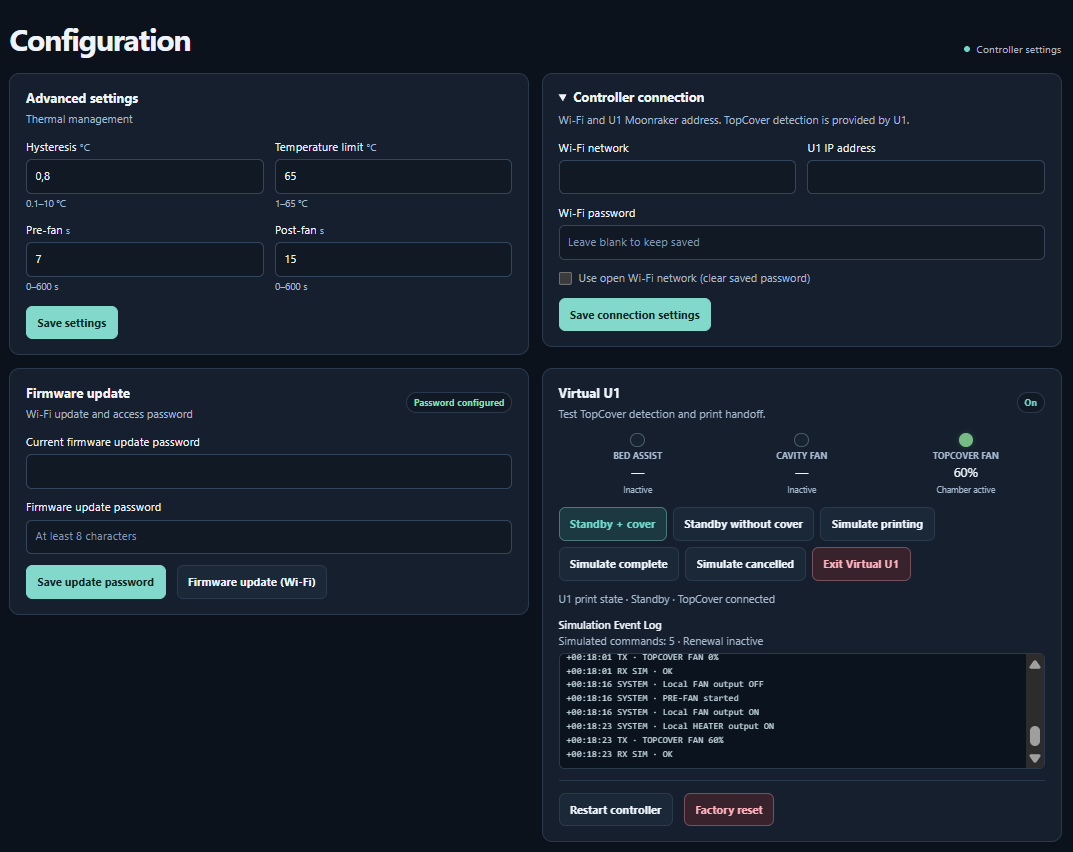 Configuration
Controller settings
Advanced settings
Thermal management
Hysteresis °C
Temperature limit °C
0,8
65
0.1–10 °C
1–65 °C
Pre-fan s
Post-fan s
7
15
0–600 s
0–600 s
Save settings
▼ Controller connection
Wi-Fi and U1 Moonraker address. TopCover detection is provided by U1.
Wi-Fi network
U1 IP address
Wi-Fi password
Leave blank to keep saved
Use open Wi-Fi network (clear saved password)
Save connection settings
Firmware update
Wi-Fi update and access password
Password configured
Current firmware update password
Firmware update password
At least 8 characters
Save update password
Firmware update (Wi-Fi)
Virtual U1
Test TopCover detection and print handoff.
On
BED ASSIST
CAVITY FAN
TOPCOVER FAN
—
—
60%
Inactive
Inactive
Chamber active
Standby + cover
Standby without cover
Simulate printing
Simulate complete
Simulate cancelled
Exit Virtual U1
U1 print state · Standby · TopCover connected
Simulation Event Log
Simulated commands: 5 · Renewal inactive
+00:18:01 TX · TOPCOVER FAN 0%
+00:18:01 RX SIM · OK
+00:18:16 SYSTEM · Local FAN output OFF
+00:18:16 SYSTEM · PRE-FAN started
+00:18:16 SYSTEM · Local FAN output ON
+00:18:23 SYSTEM · Local HEATER output ON
+00:18:23 TX · TOPCOVER FAN 60%
+00:18:23 RX SIM · OK
Restart controller
Factory reset